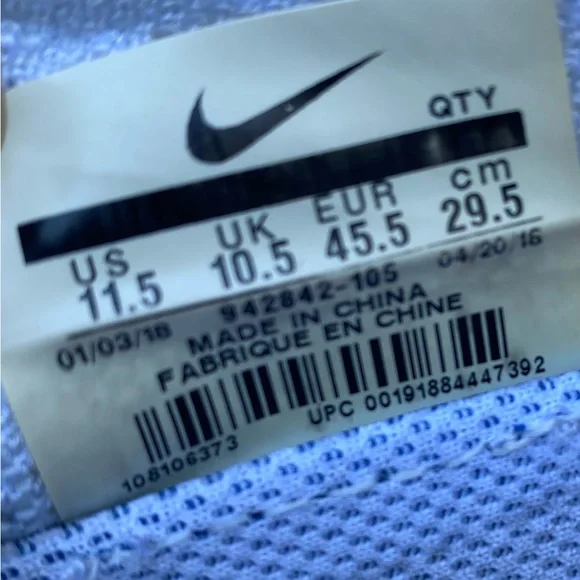 QTY
US UK EUR cm
11.5 10.5 45.5 29.5
01/03/18 942842-105 04/20/18
MADE IN CHINA
FABRIQUE EN CHINE
108106373 UPC 00191884447392